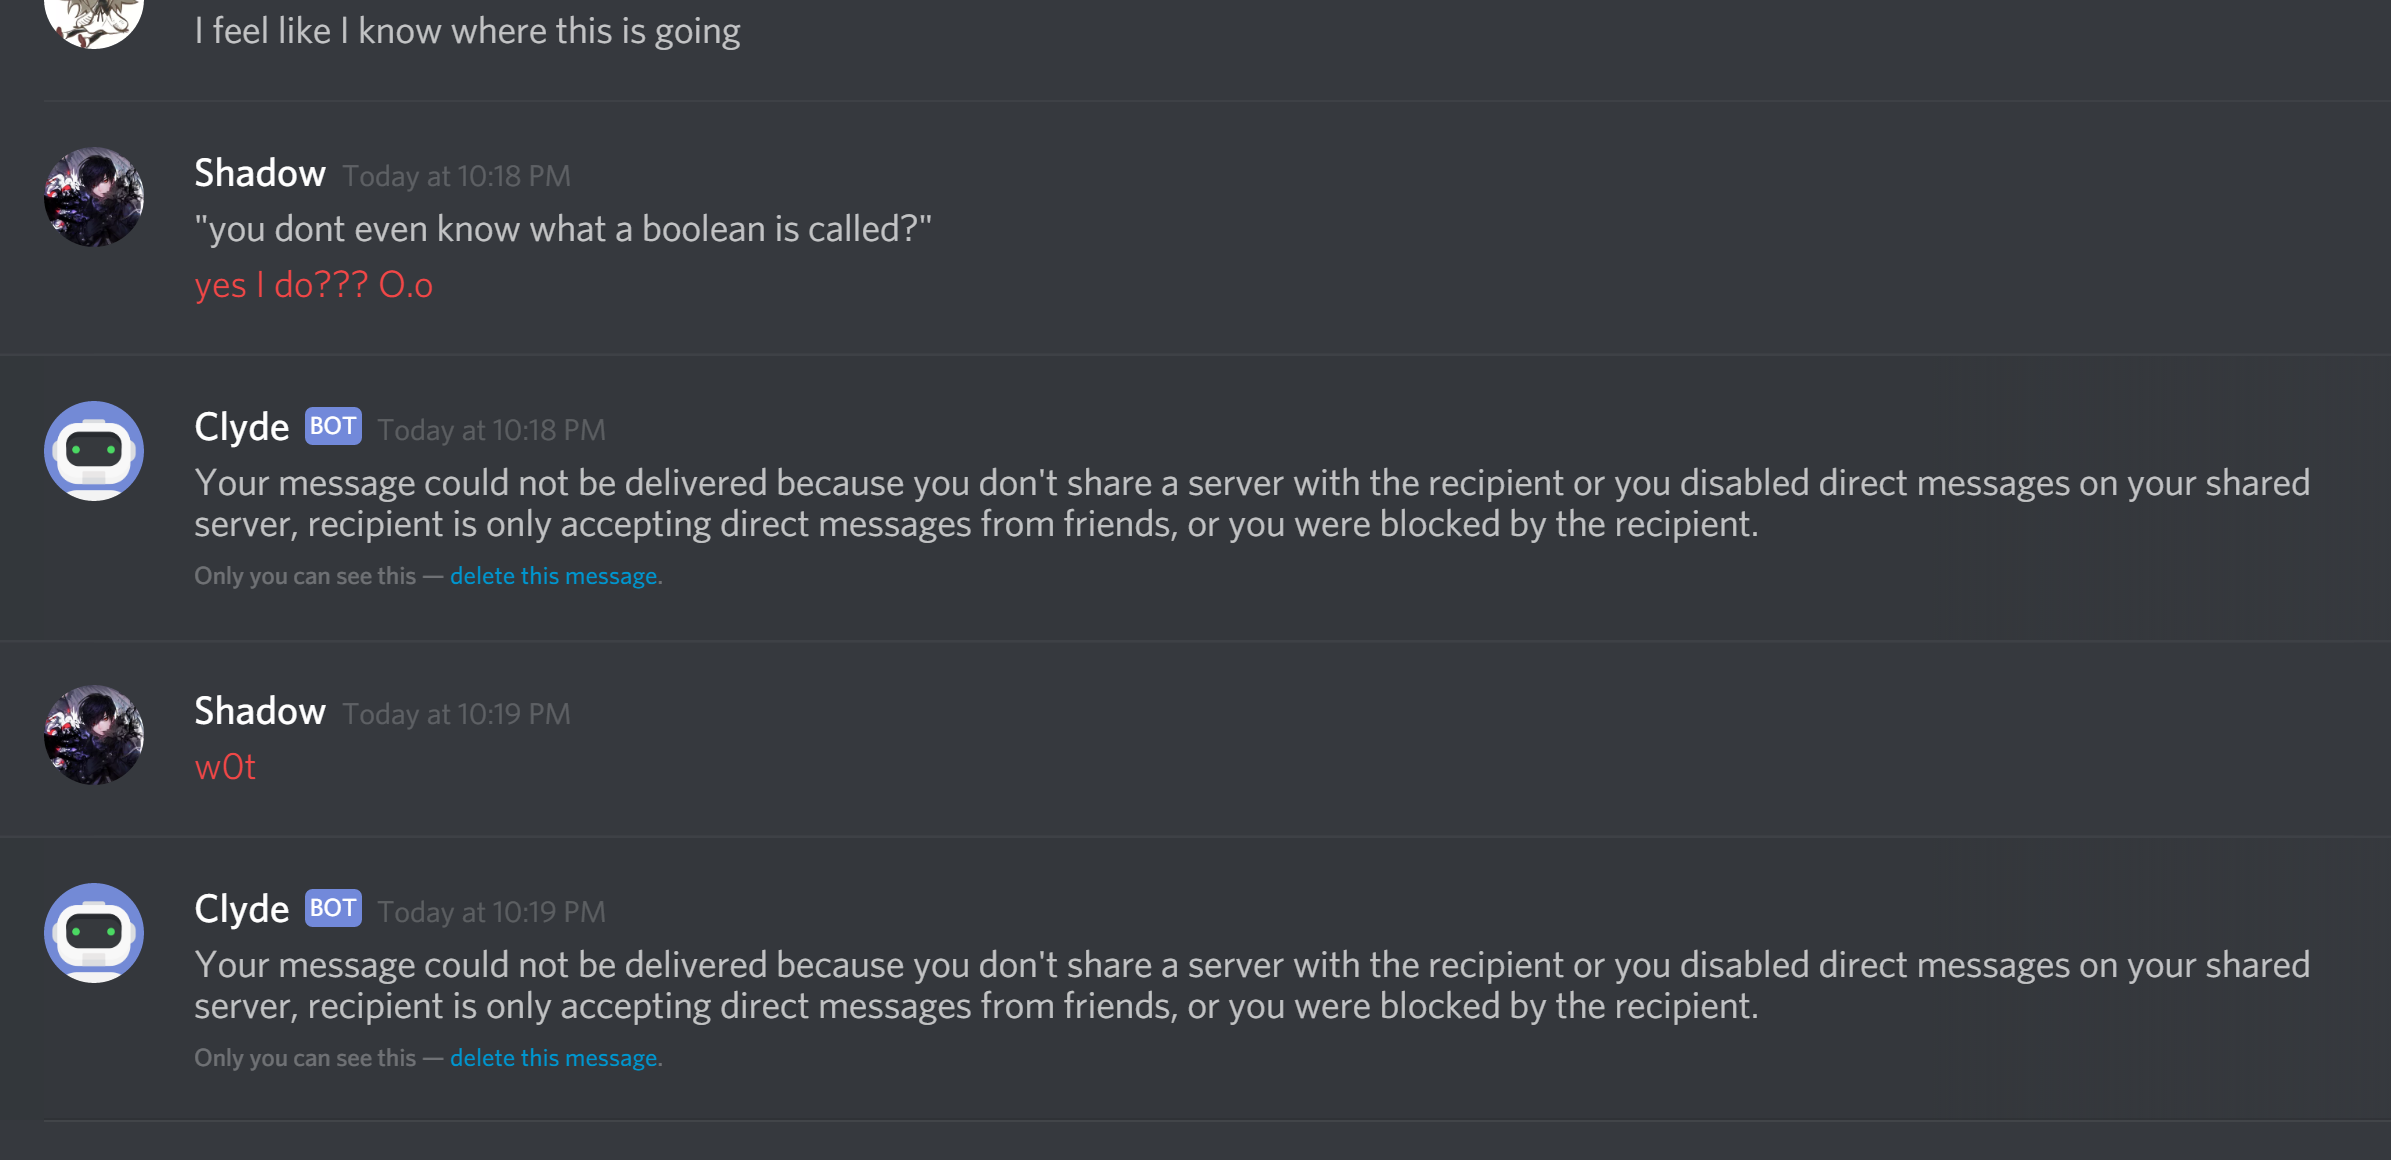 I feel like I know where this is going
Shadow Today at 10:18 PM
"you dont even know what a boolean is called?"
yes I do??? O.o
Clyde BOT Today at 10:18 PM
Your message could not be delivered because you don't share a server with the recipient or you disabled direct messages on your shared
server, recipient is only accepting direct messages from friends, or you were blocked by the recipient.
Only you can see this — delete this message.
Shadow Today at 10:19 PM
w0t
Clyde BOT Today at 10:19 PM
Your message could not be delivered because you don't share a server with the recipient or you disabled direct messages on your shared
server, recipient is only accepting direct messages from friends, or you were blocked by the recipient.
Only you can see this — delete this message.